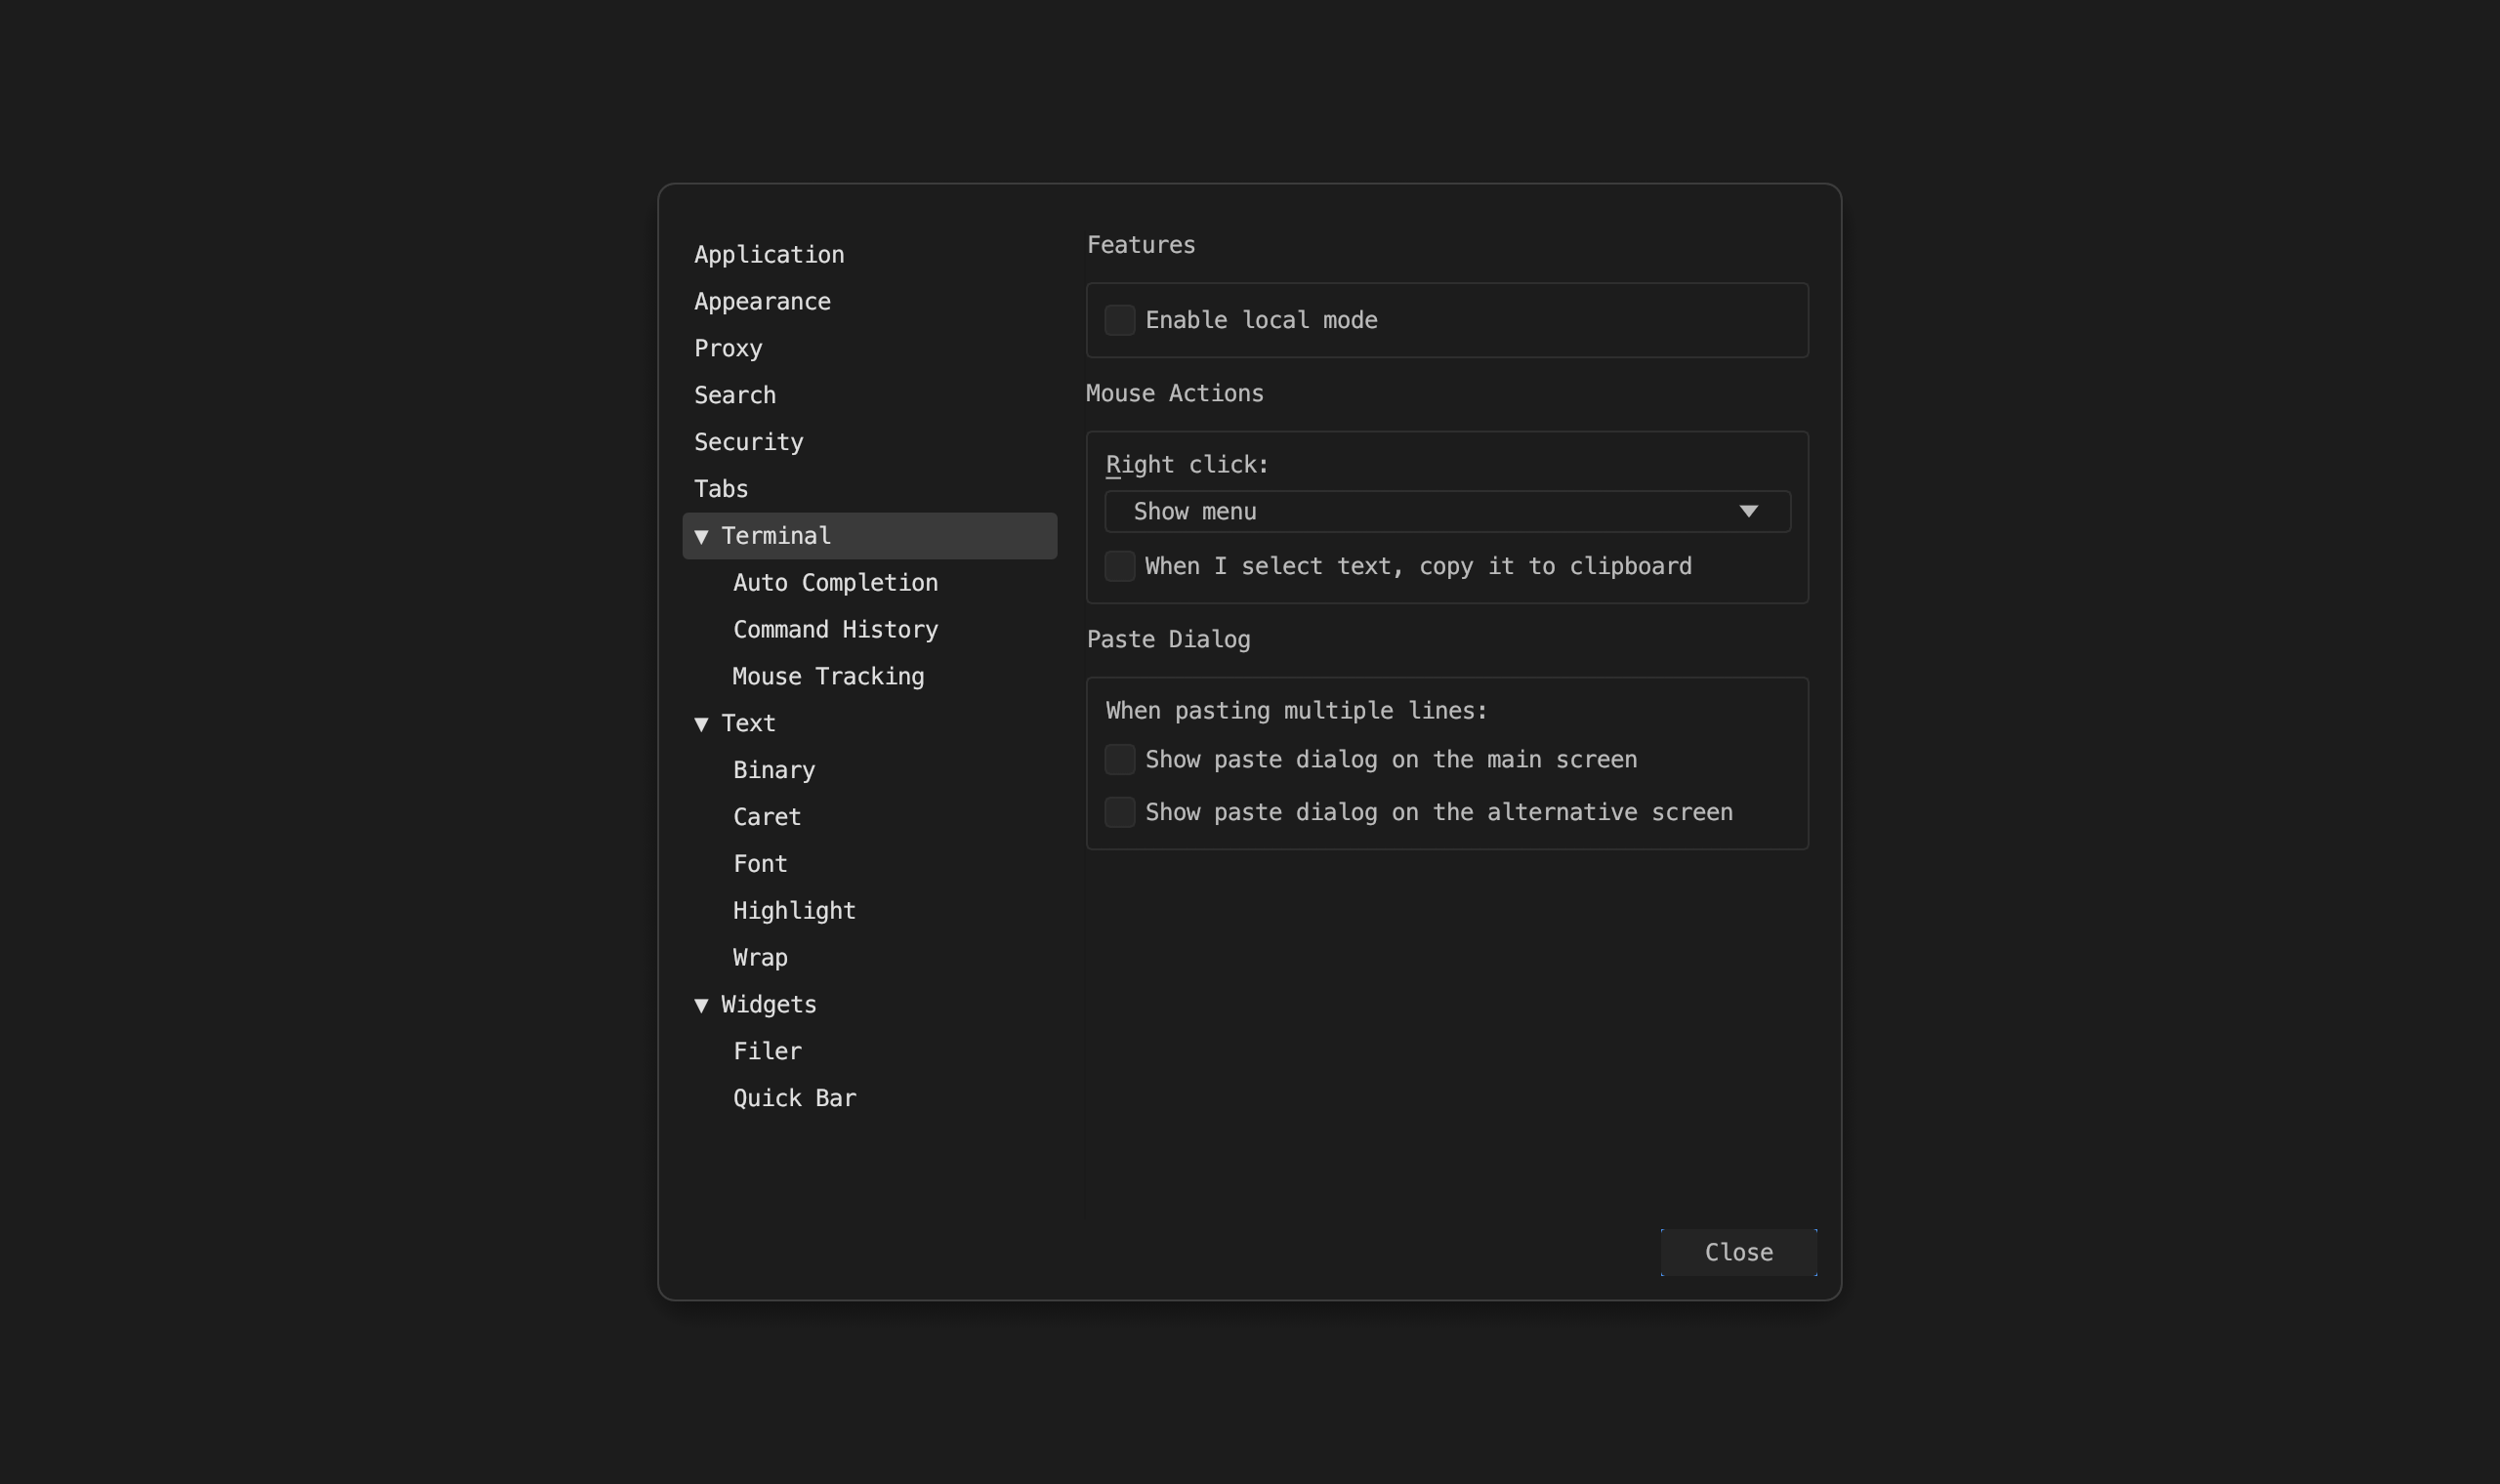 Application
Appearance
Proxy
Search
Security
Tabs
▼ Terminal
Auto Completion
Command History
Mouse Tracking
▼ Text
Binary
Caret
Font
Highlight
Wrap
▼ Widgets
Filer
Quick Bar
Features
Enable local mode
Mouse Actions
Right click:
Show menu
When I select text, copy it to clipboard
Paste Dialog
When pasting multiple lines:
Show paste dialog on the main screen
Show paste dialog on the alternative screen
Close